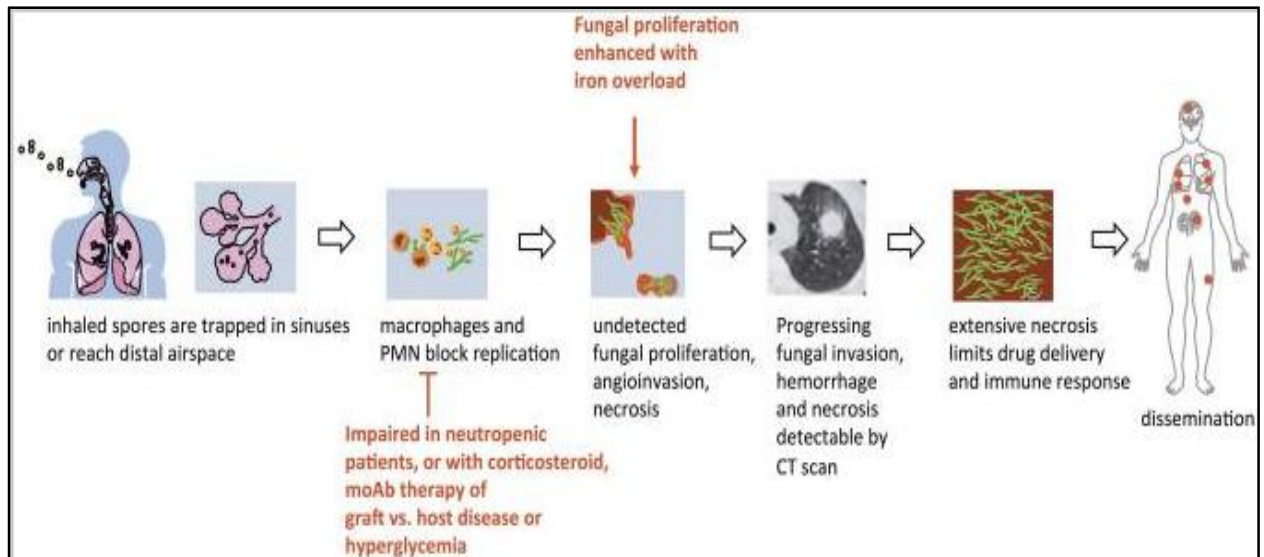 Fungal proliferation
enhanced with
iron overload
inhaled spores are trapped in sinuses
or reach distal airspace
macrophages and
PMN block replication
Impaired in neutropenic
patients, or with corticosteroid,
moAb therapy of
graft vs. host disease or
hyperglycemia
undetected
fungal proliferation,
angioinvasion,
necrosis
Progressing
fungal invasion,
hemorrhage
and necrosis
detectable by
CT scan
extensive necrosis
limits drug delivery
and immune response
dissemination